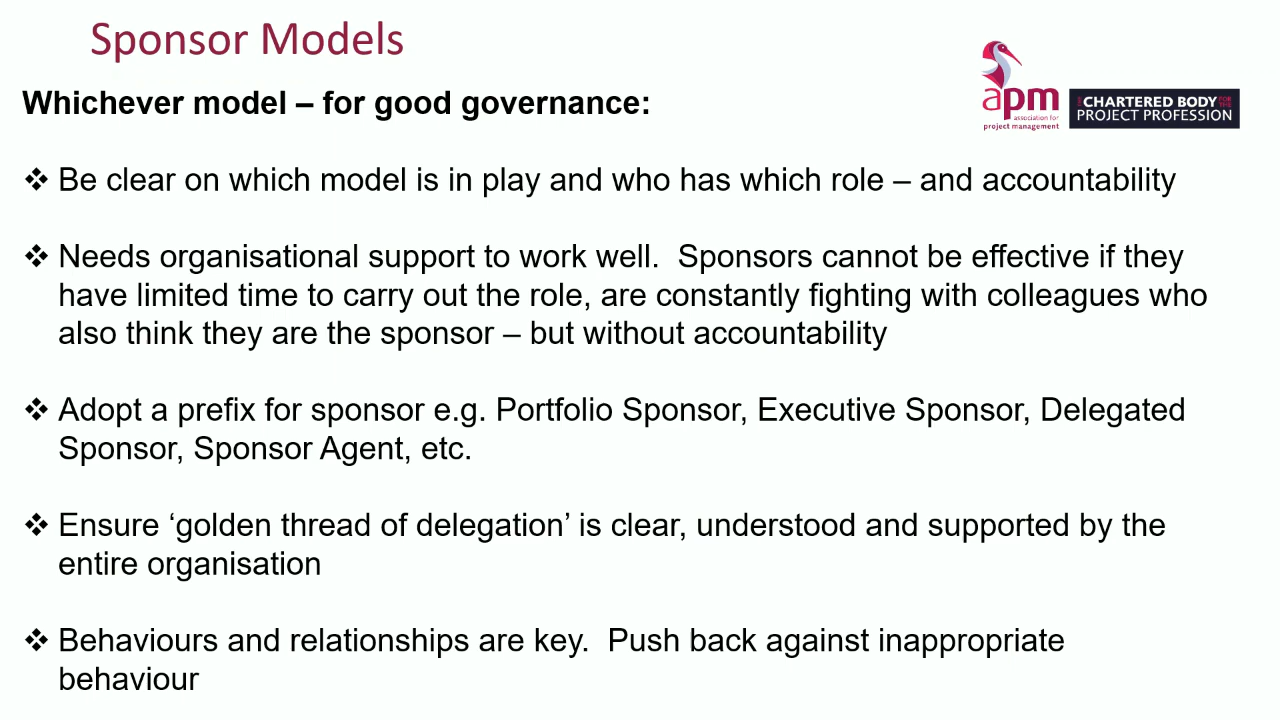 Sponsor Models
Whichever model – for good governance:
apm
association for
project management
THE CHARTERED BODY FOR THE
PROJECT PROFESSION
❖ Be clear on which model is in play and who has which role – and accountability
❖ Needs organisational support to work well.  Sponsors cannot be effective if they
have limited time to carry out the role, are constantly fighting with colleagues who
also think they are the sponsor – but without accountability
❖ Adopt a prefix for sponsor e.g. Portfolio Sponsor, Executive Sponsor, Delegated
Sponsor, Sponsor Agent, etc.
❖ Ensure ‘golden thread of delegation’ is clear, understood and supported by the
entire organisation
❖ Behaviours and relationships are key.  Push back against inappropriate
behaviour